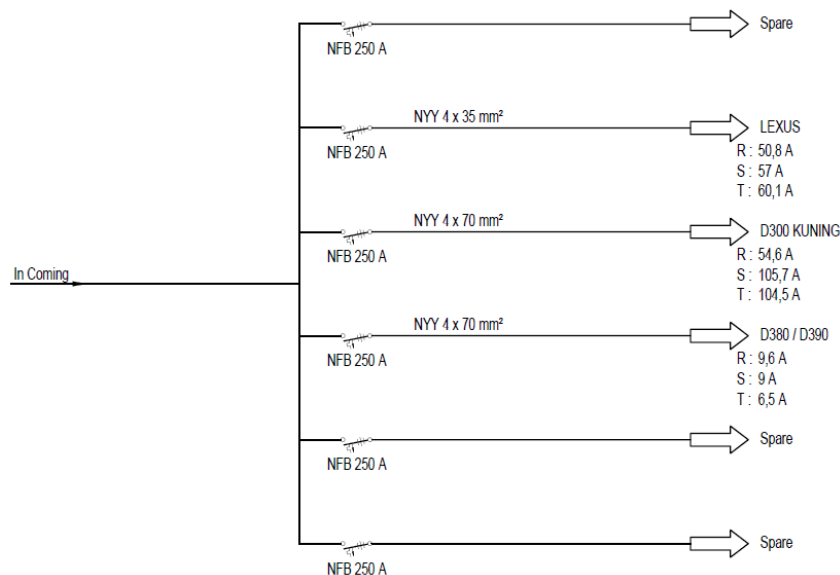 Spare
NFB 250 A
NYY 4 x 35 mm²
LEXUS
NFB 250 A
R : 50,8 A
S : 57 A
T : 60,1 A
NYY 4 x 70 mm²
D300 KUNING
NFB 250 A
R : 54,6 A
S : 105,7 A
T : 104,5 A
In Coming
NYY 4 x 70 mm²
D380 / D390
NFB 250 A
R : 9,6 A
S : 9 A
T : 6,5 A
Spare
NFB 250 A
Spare
NFB 250 A